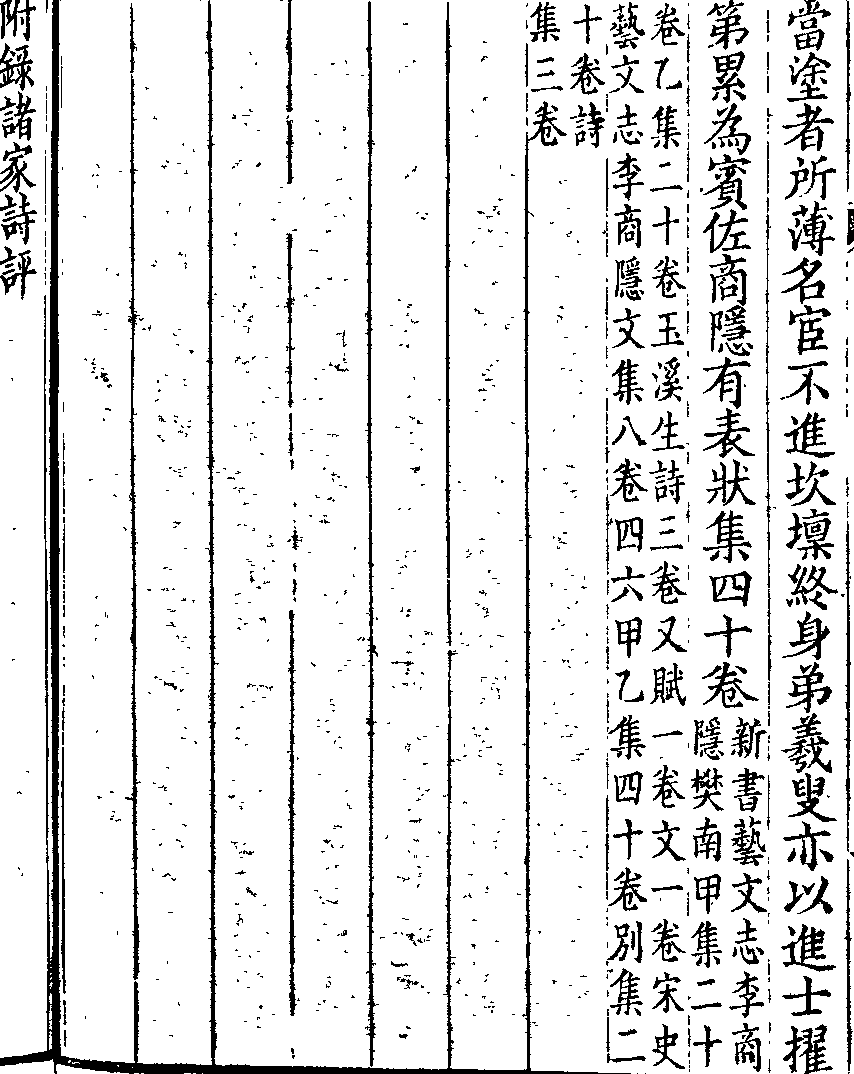 當塗者所薄名宦不進坎壈終身弟羲叟亦以進士擢
第累為賓佐商隱有表狀集四十卷
新書藝文志李商
隱樊南甲集二十
卷乙集二十卷玉溪生詩三卷又賦一卷文一卷宋史
藝文志李商隱文集八卷四六甲乙集四十卷別集二
十卷詩
集三卷
附錄諸家詩評